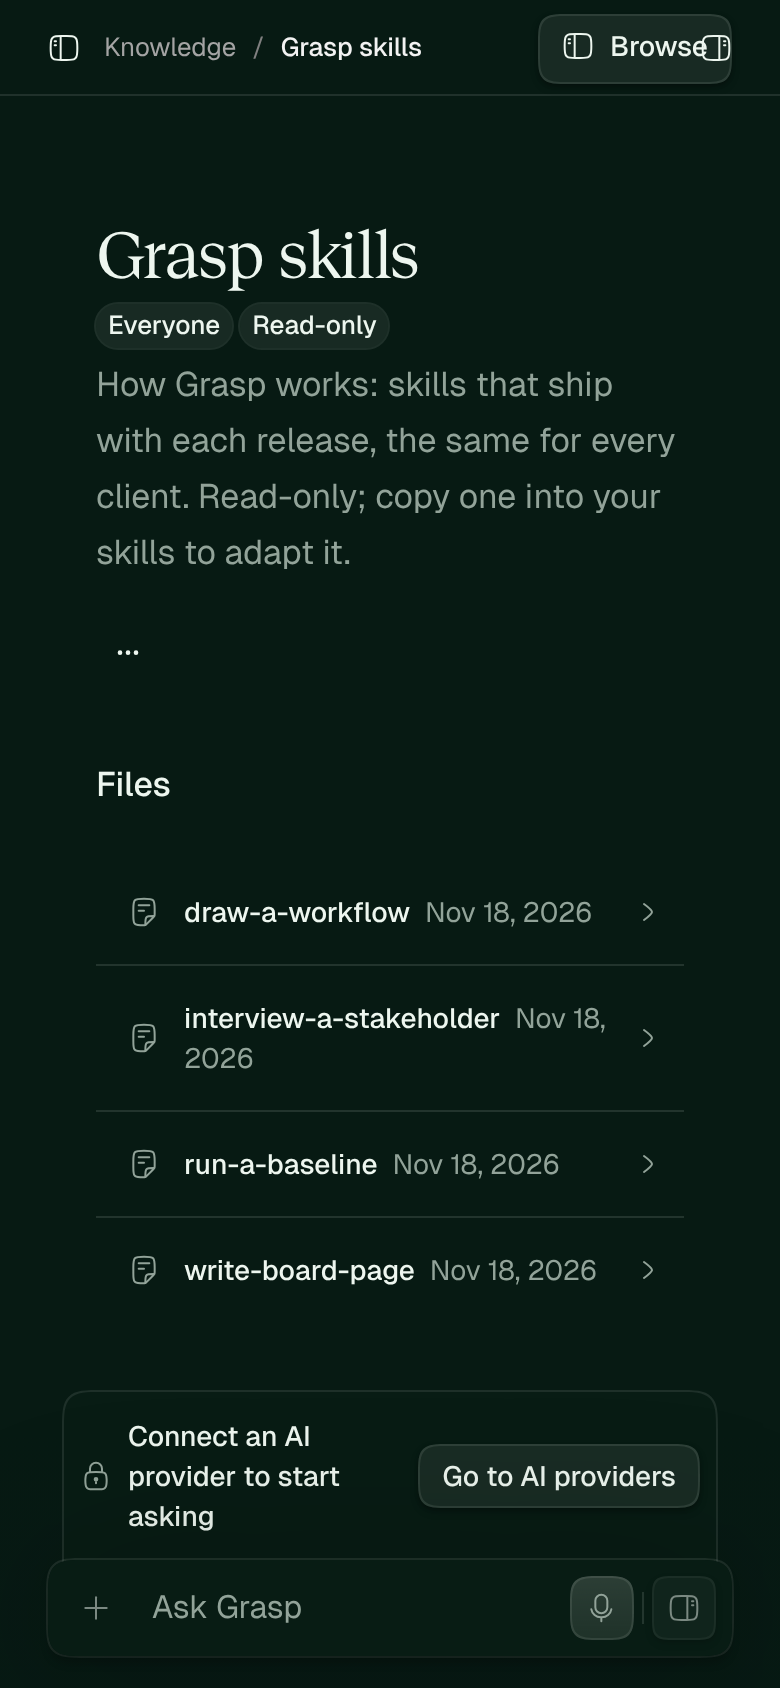 Knowledge / Grasp skills
Browse
Grasp skills
Everyone Read-only
How Grasp works: skills that ship
with each release, the same for every
client. Read-only; copy one into your
skills to adapt it.
...
Files
draw-a-workflow Nov 18, 2026
interview-a-stakeholder Nov 18,
2026
run-a-baseline Nov 18, 2026
write-board-page Nov 18, 2026
Connect an AI
provider to start
asking
Go to AI providers
Ask Grasp